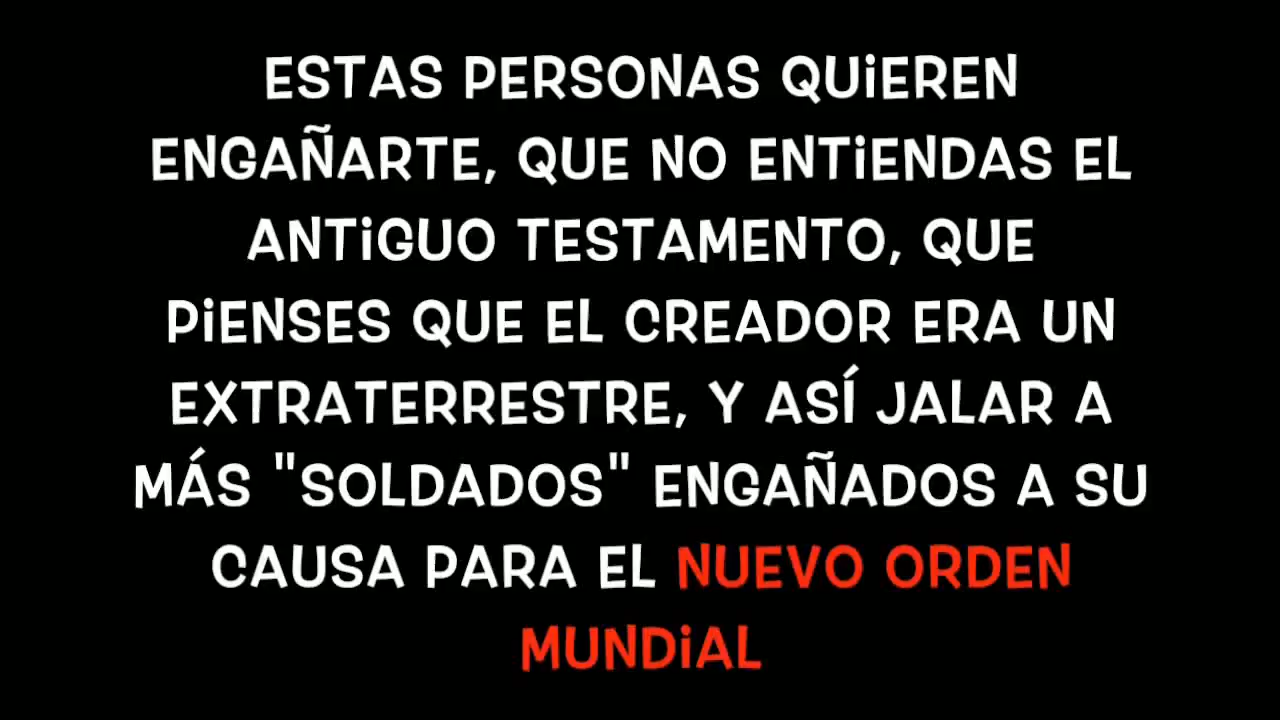 ESTAS PERSONAS QUiEREN
ENGAÑARTE, QUE NO ENTiENDAS EL
ANTiGUO TESTAMENTO, QUE
PiENSES QUE EL CREADOR ERA UN
EXTRATERRESTRE, Y ASÍ JALAR A
MÁS "SOLDADOS" ENGAÑADOS A SU
CAUSA PARA EL NUEVO ORDEN
MUNDiAL